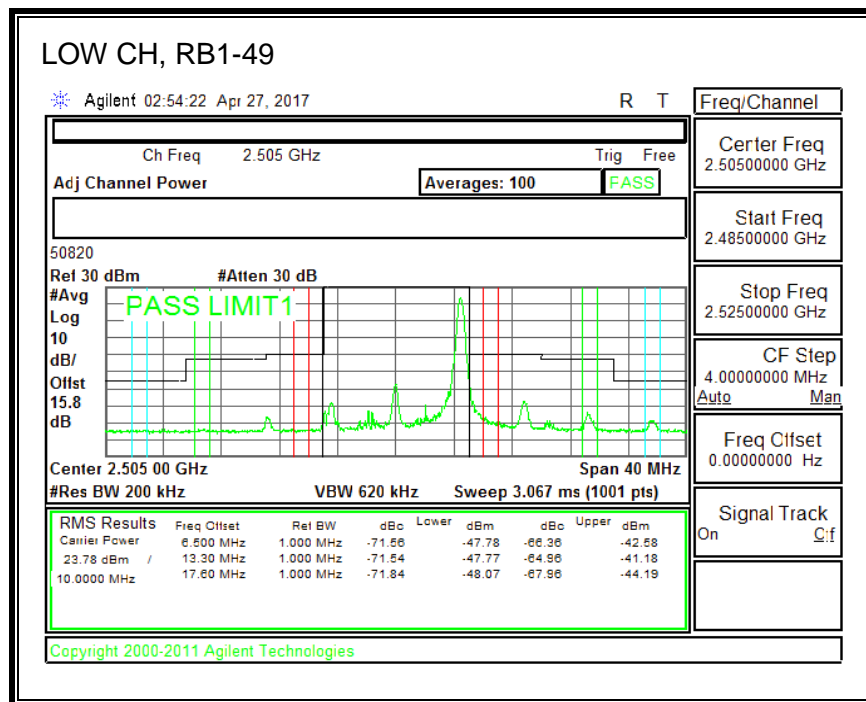 LOW CH, RB1-49
Agilent 02:54:22 Apr 27, 2017 R T
Freq/Channel
Ch Freq 2.505 GHz Trig Free
Adj Channel Power Averages: 100 PASS
Center Freq
2.50500000 GHz
Start Freq
2.48500000 GHz
Stop Freq
2.52500000 GHz
CF Step
4.00000000 MHz
Auto Man
Freq Offset
0.00000000 Hz
Signal Track
On Off
50820
Ref 30 dBm #Atten 30 dB
#Avg
Log
10
dB/
Offst
15.8
dB
PASS LIMIT1
Center 2.505 00 GHz Span 40 MHz
#Res BW 200 kHz VBW 620 kHz Sweep 3.067 ms (1001 pts)
RMS Results Freq Offset Ref BW dBc Lower dBm dBc Upper dBm
Carrier Power 6.500 MHz 1.000 MHz -71.56 -47.78 -66.36 -42.58
23.78 dBm / 13.30 MHz 1.000 MHz -71.54 -47.77 -64.96 -41.18
10.0000 MHz 17.60 MHz 1.000 MHz -71.84 -48.07 -67.96 -44.19
Copyright 2000-2011 Agilent Technologies